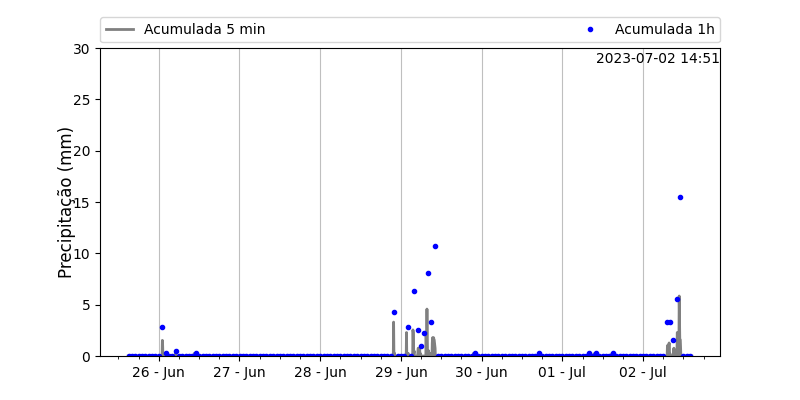 Acumulada 5 min
Acumulada 1h
2023-07-02 14:51
Precipitação (mm)
30
25
20
15
10
5
0
26 - Jun
27 - Jun
28 - Jun
29 - Jun
30 - Jun
01 - Jul
02 - Jul